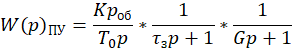 W(p)ПУ = Kpоб/T₀p * 1/τзp + 1 * 1/Gp + 1